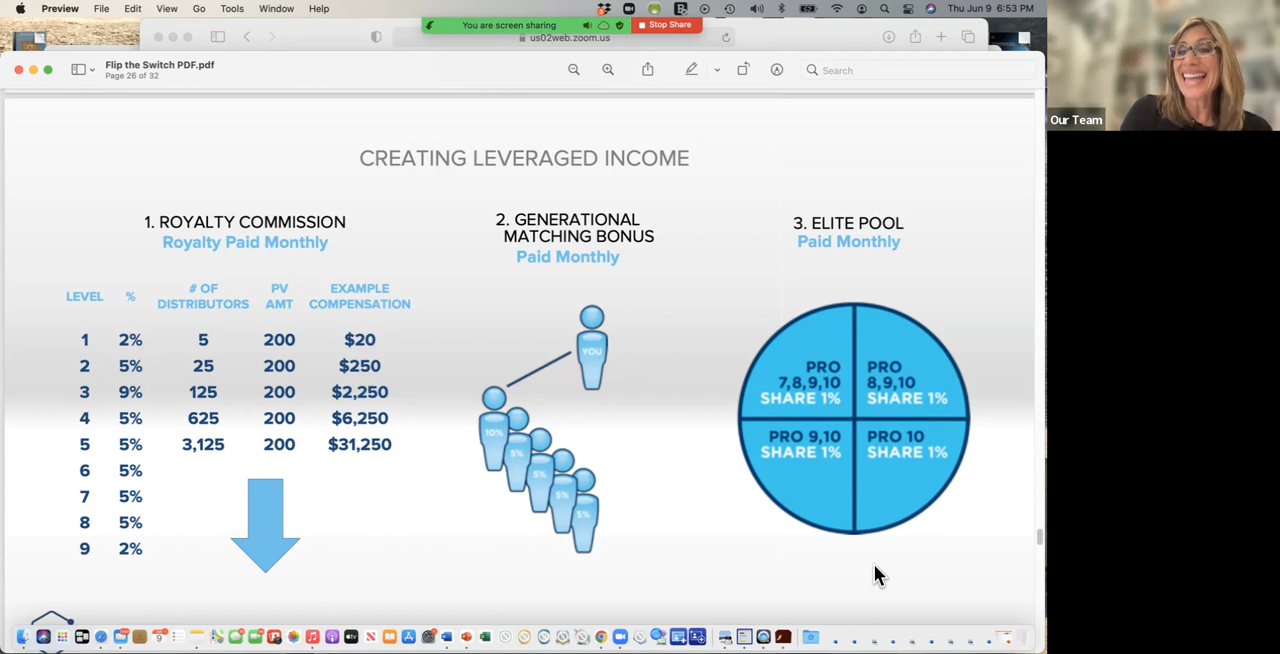 Preview File Edit View Go Tools Window Help
Thu Jun 9 6:53 PM
You are screen sharing
Stop Share
us02web.zoom.us
Flip the Switch PDF.pdf
Page 26 of 32
Search
Our Team
CREATING LEVERAGED INCOME
1. ROYALTY COMMISSION
Royalty Paid Monthly
LEVEL % # OF DISTRIBUTORS PV AMT EXAMPLE COMPENSATION
1 2% 5 200 $20
2 5% 25 200 $250
3 9% 125 200 $2,250
4 5% 625 200 $6,250
5 5% 3,125 200 $31,250
6 5%
7 5%
8 5%
9 2%
2. GENERATIONAL
MATCHING BONUS
Paid Monthly
YOU
10%
5%
5%
5%
5%
3. ELITE POOL
Paid Monthly
PRO
7,8,9,10
SHARE 1%
PRO
8,9,10
SHARE 1%
PRO 9,10
SHARE 1%
PRO 10
SHARE 1%